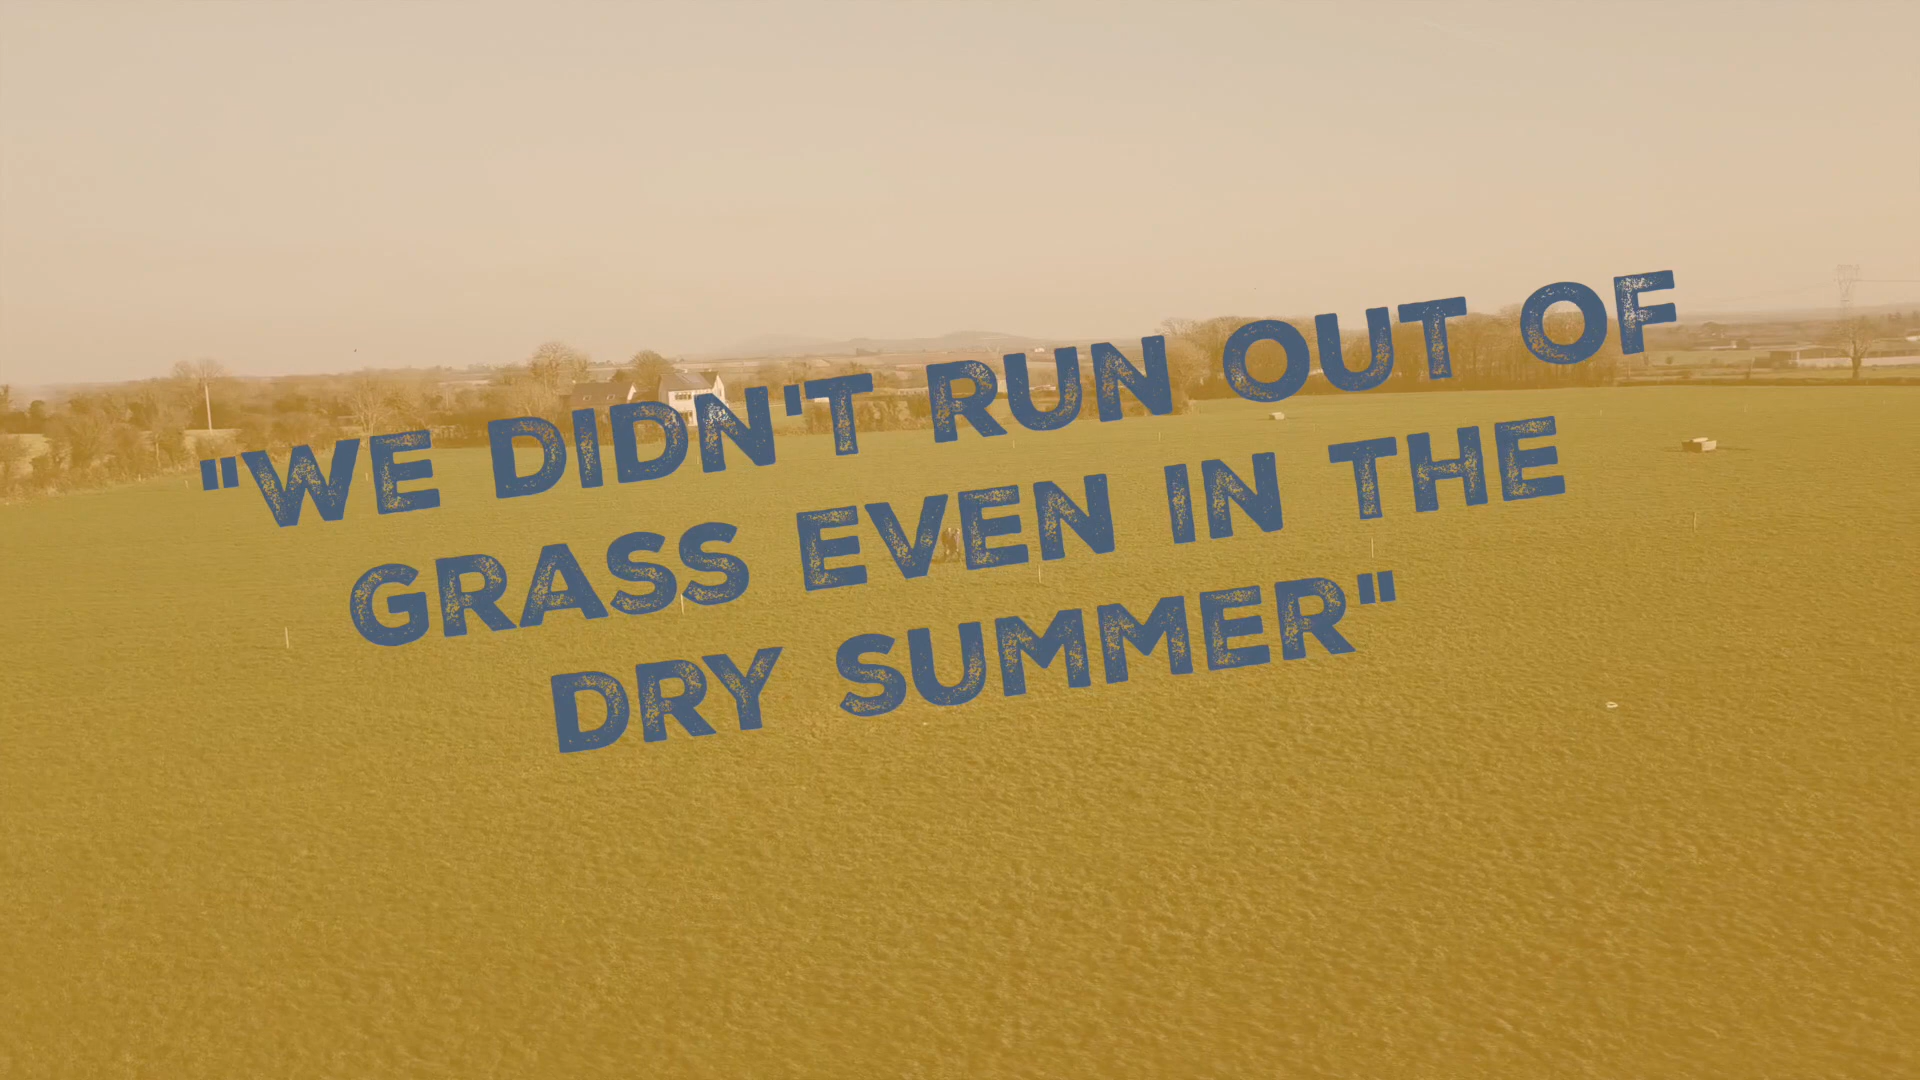 "WE DIDN'T RUN OUT OF
GRASS EVEN IN THE
DRY SUMMER"